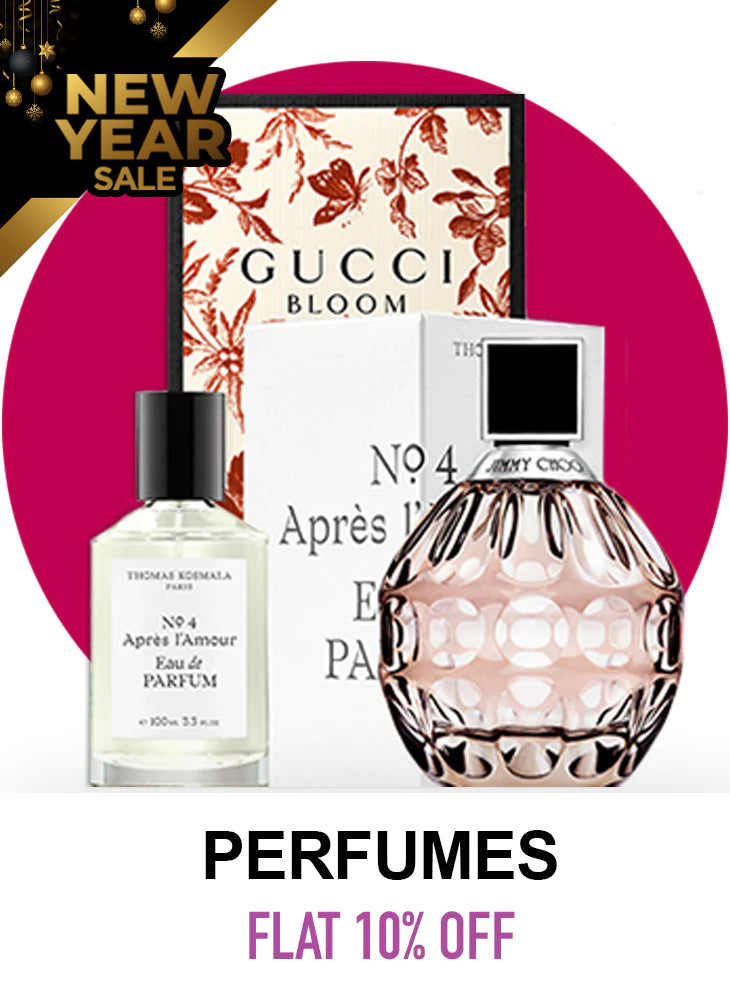 NEW
YEAR
SALE
GUCCI
BLOOM
Nº 4
Après l'
JIMMY CHOO
THOMAS KOSMALA
PARIS
Nº 4
Après l'Amour
Eau de
PARFUM
PERFUMES
FLAT 10% OFF